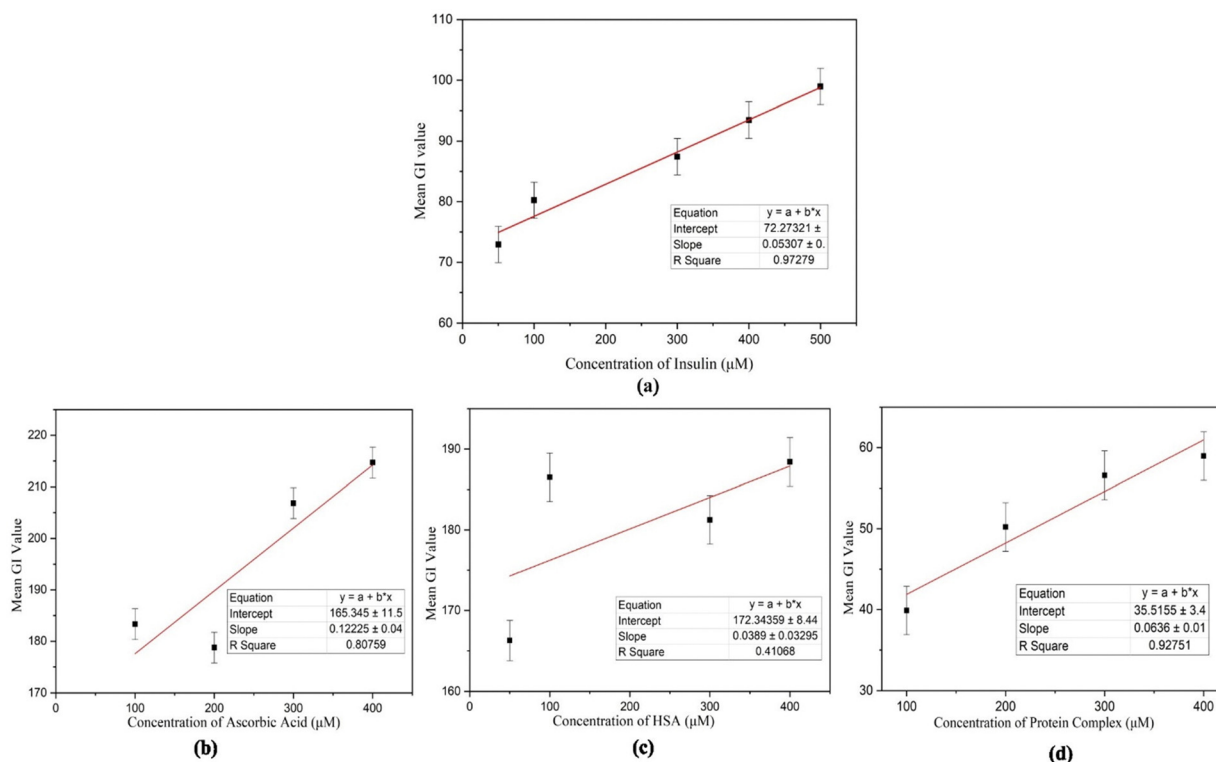 110
100
90
80
70
60
Mean GI value
Equation y = a + b*x
Intercept 72.27321 ±
Slope 0.05307 ± 0.
R Square 0.97279
0 100 200 300 400 500
Concentration of Insulin (µM)
(a)
220
210
200
190
180
170
Mean GI Value
Equation y = a + b*x
Intercept 165.345 ± 11.5
Slope 0.12225 ± 0.04
R Square 0.80759
0 100 200 300 400
Concentration of Ascorbic Acid (µM)
(b)
190
180
170
160
Mean GI Value
Equation y = a + b*x
Intercept 172.34359 ± 8.44
Slope 0.0389 ± 0.03295
R Square 0.41068
0 100 200 300 400
Concentration of HSA (µM)
(c)
60
50
40
30
Mean GI Value
Equation y = a + b*x
Intercept 35.5155 ± 3.4
Slope 0.0636 ± 0.01
R Square 0.92751
100 200 300 400
Concentration of Protein Complex (µM)
(d)